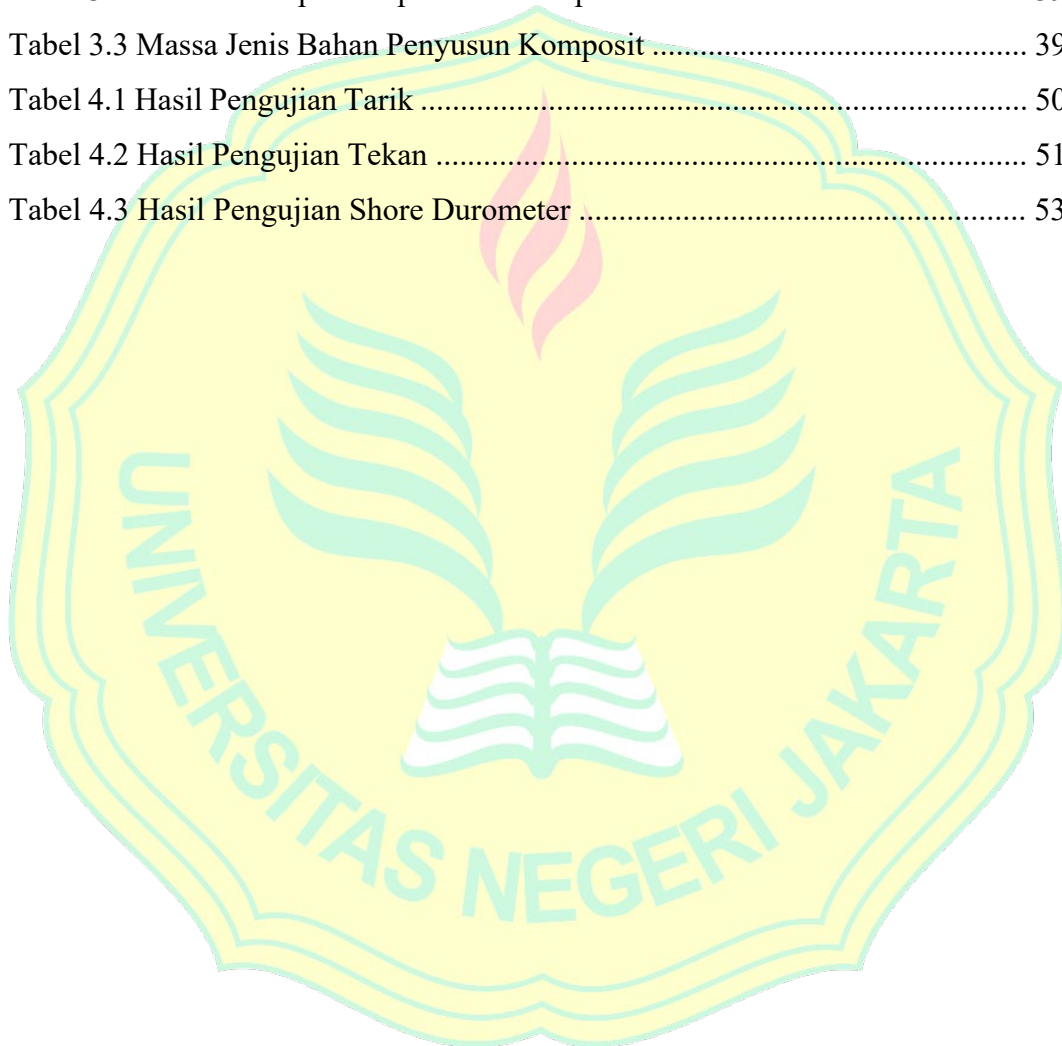 Tabel 3.3 Massa Jenis Bahan Penyusun Komposit ................................................ 39
Tabel 4.1 Hasil Pengujian Tarik ............................................................................... 50
Tabel 4.2 Hasil Pengujian Tekan ............................................................................. 51
Tabel 4.3 Hasil Pengujian Shore Durometer .......................................................... 53
UNIVERSITAS NEGERI JAKARTA